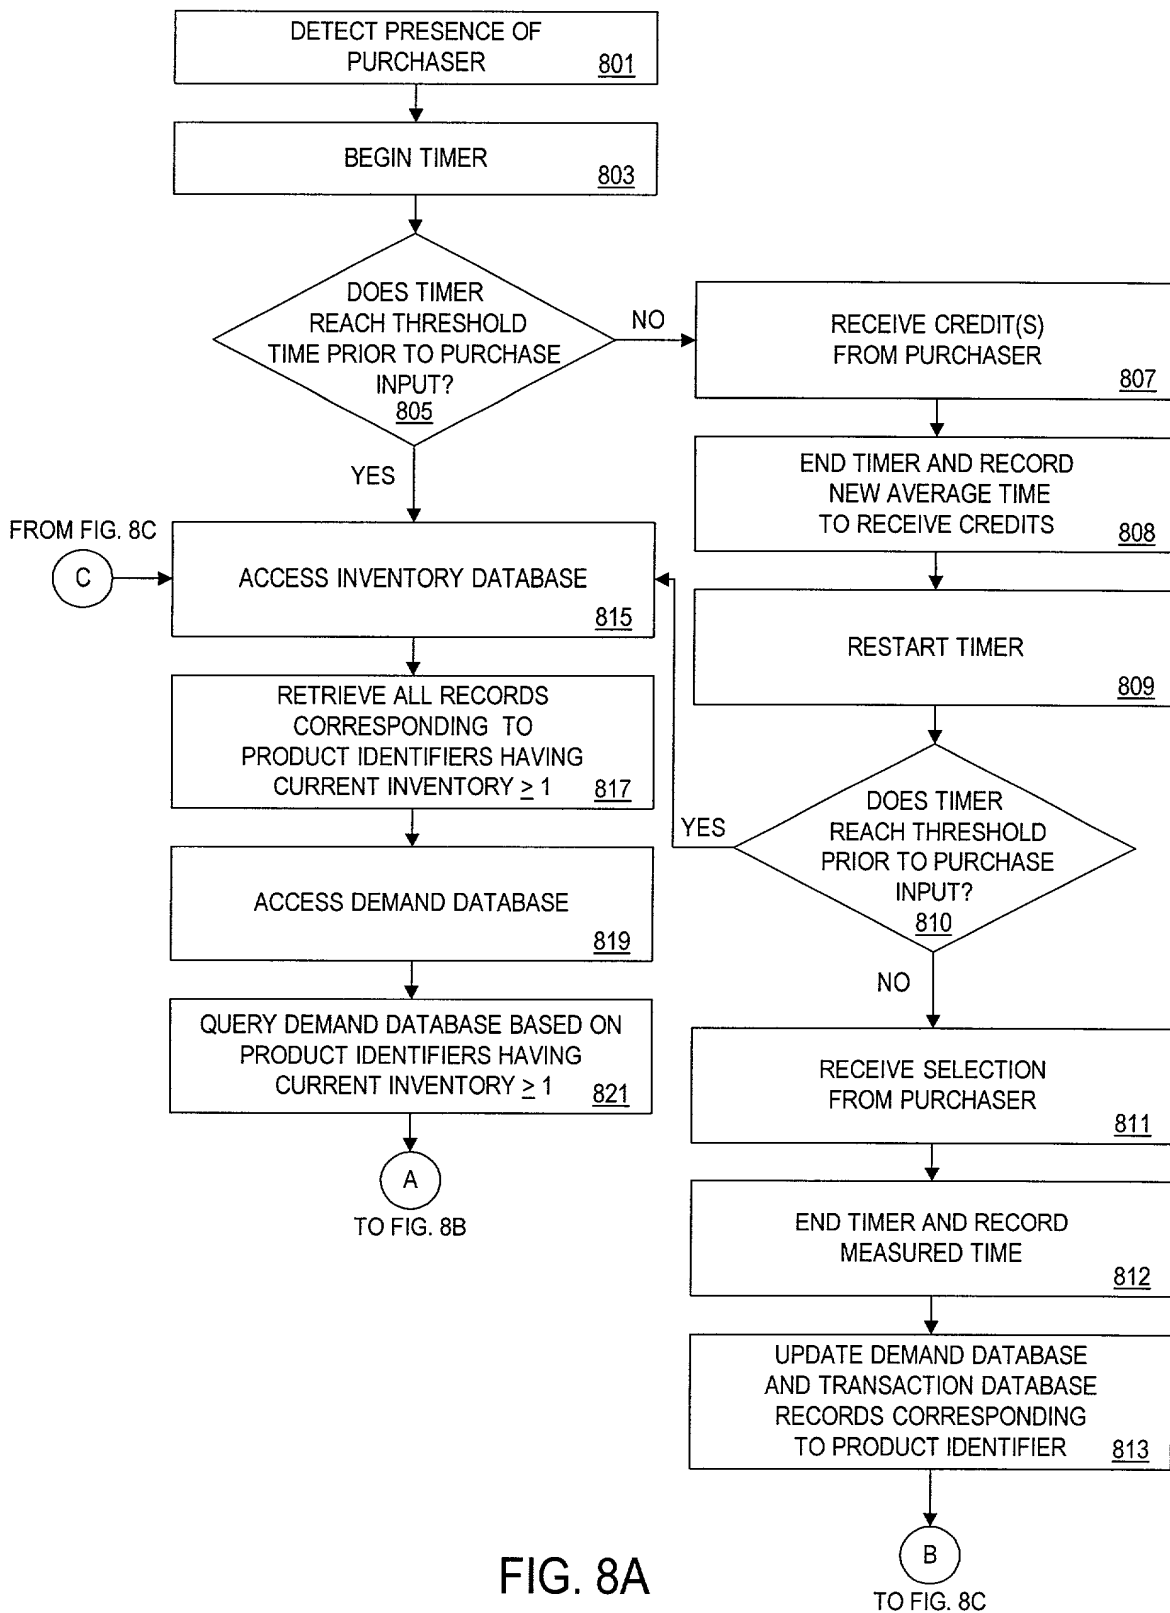 DETECT PRESENCE OF
PURCHASER
801
BEGIN TIMER
803
DOES TIMER
REACH THRESHOLD
TIME PRIOR TO PURCHASE
INPUT?
805
NO
YES
RECEIVE CREDIT(S)
FROM PURCHASER
807
END TIMER AND RECORD
NEW AVERAGE TIME
TO RECEIVE CREDITS
808
RESTART TIMER
809
DOES TIMER
REACH THRESHOLD
PRIOR TO PURCHASE
INPUT?
810
YES
NO
RECEIVE SELECTION
FROM PURCHASER
811
END TIMER AND RECORD
MEASURED TIME
812
UPDATE DEMAND DATABASE
AND TRANSACTION DATABASE
RECORDS CORRESPONDING
TO PRODUCT IDENTIFIER
813
B
TO FIG. 8C
FROM FIG. 8C
C
ACCESS INVENTORY DATABASE
815
RETRIEVE ALL RECORDS
CORRESPONDING TO
PRODUCT IDENTIFIERS HAVING
CURRENT INVENTORY ≥ 1
817
ACCESS DEMAND DATABASE
819
QUERY DEMAND DATABASE BASED ON
PRODUCT IDENTIFIERS HAVING
CURRENT INVENTORY ≥ 1
821
A
TO FIG. 8B
FIG. 8A